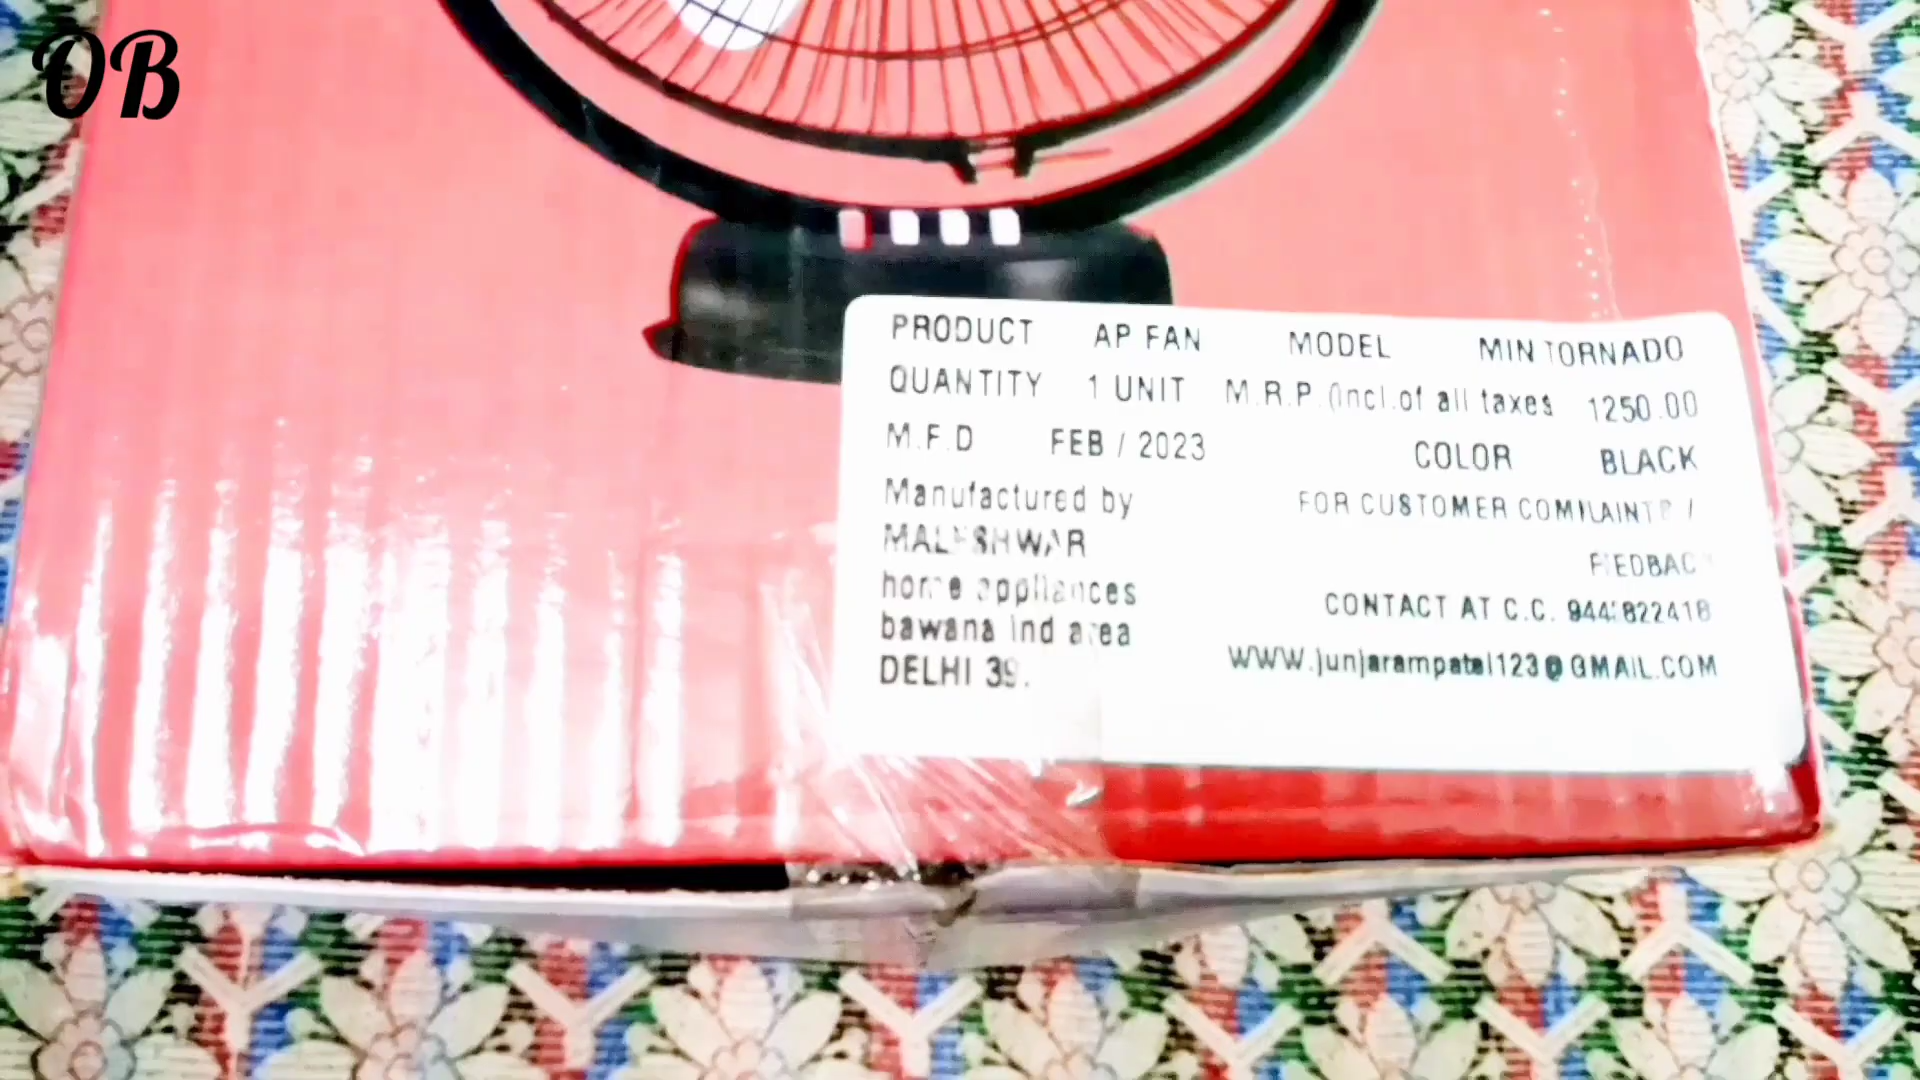 OB
PRODUCT AP FAN MODEL MIN TORNADO
QUANTITY 1 UNIT M.R.P.(incl.of all taxes 1250.00
M.F.D FEB / 2023 COLOR BLACK
Manufactured by
FOR CUSTOMER /
home appliances
CONTACT AT C.C.
bawana ind area
WWW.junjarampatel123@GMAIL.COM
DELHI 39.